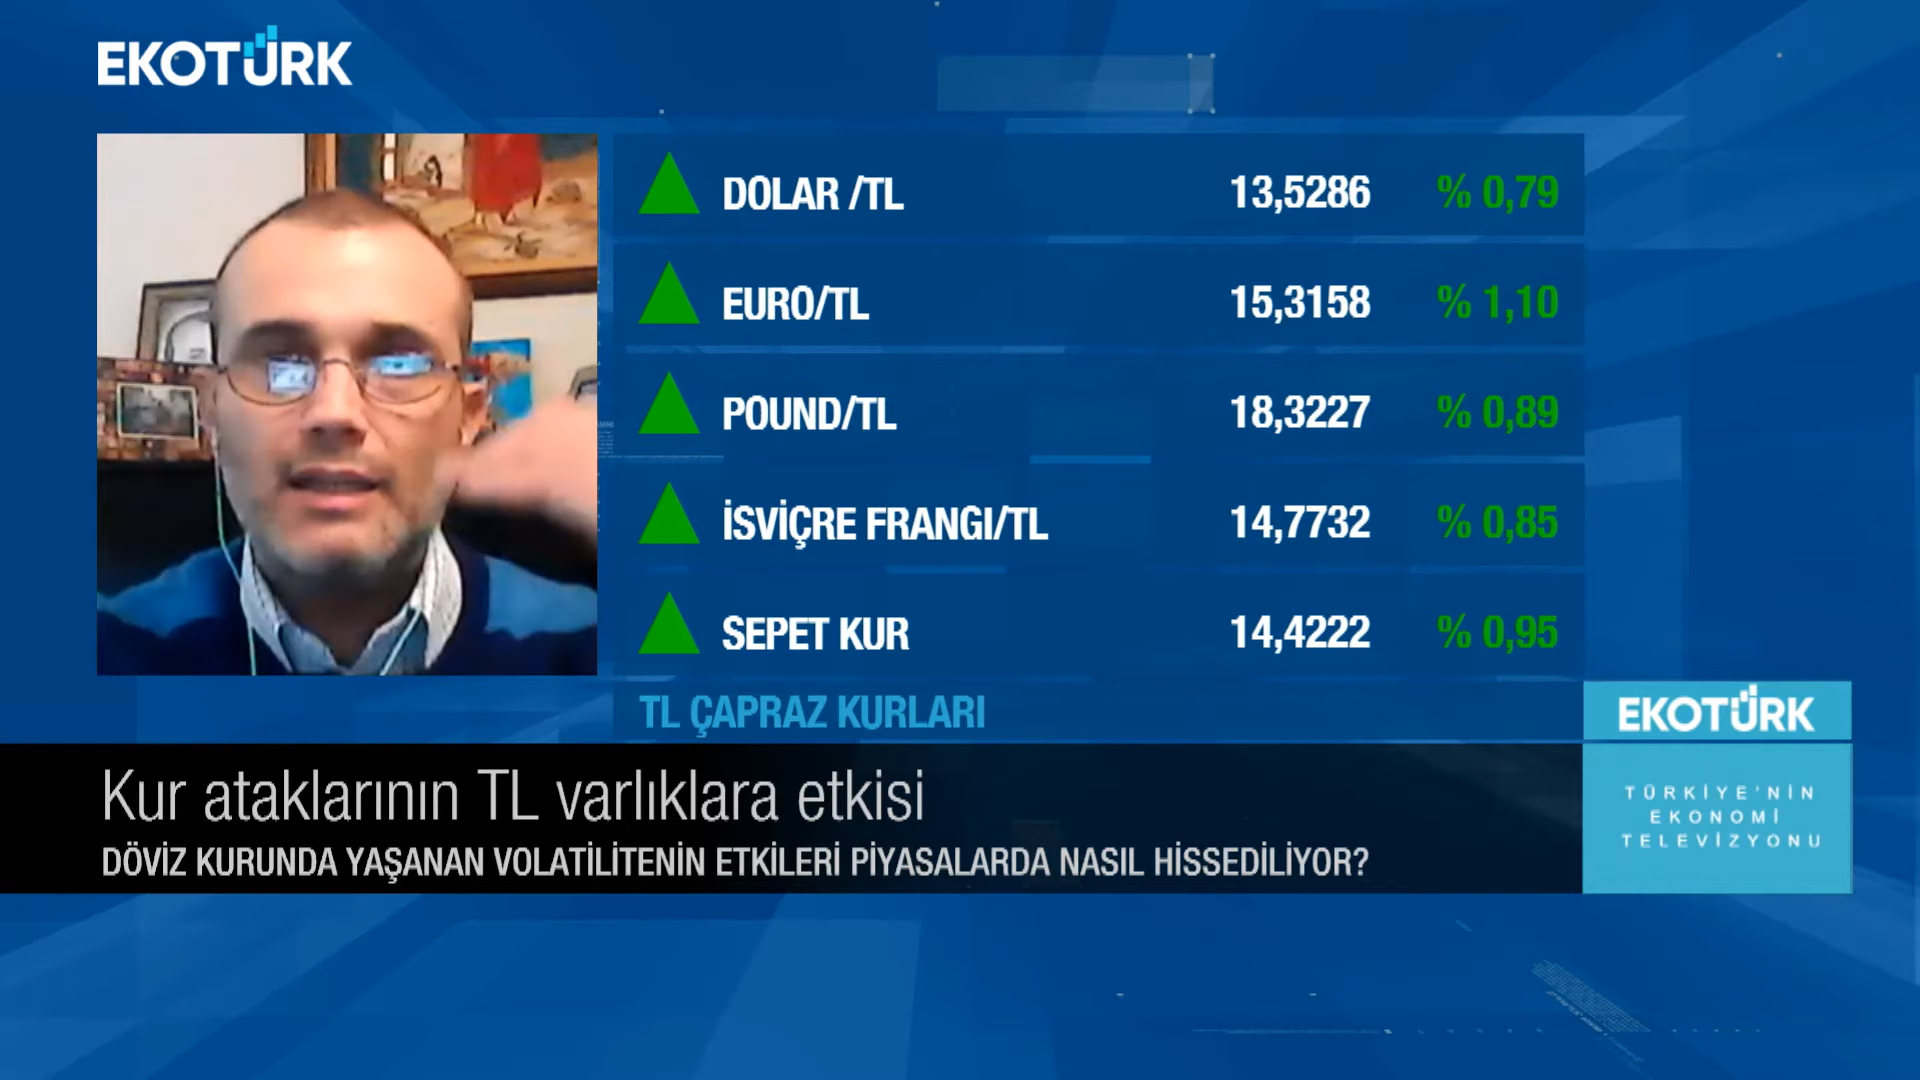 EKOTÜRK
DOLAR /TL 13,5286 % 0,79
EURO/TL 15,3158 % 1,10
POUND/TL 18,3227 % 0,89
İSVİÇRE FRANGI/TL 14,7732 % 0,85
SEPET KUR 14,4222 % 0,95
TL ÇAPRAZ KURLARI
EKOTÜRK
Kur ataklarının TL varlıklara etkisi
DÖVİZ KURUNDA YAŞANAN VOLATİLİTENİN ETKİLERİ PİYASALARDA NASIL HİSSEDİLİYOR?
TÜRKİYE'NİN
EKONOMİ
TELEVİZYONU